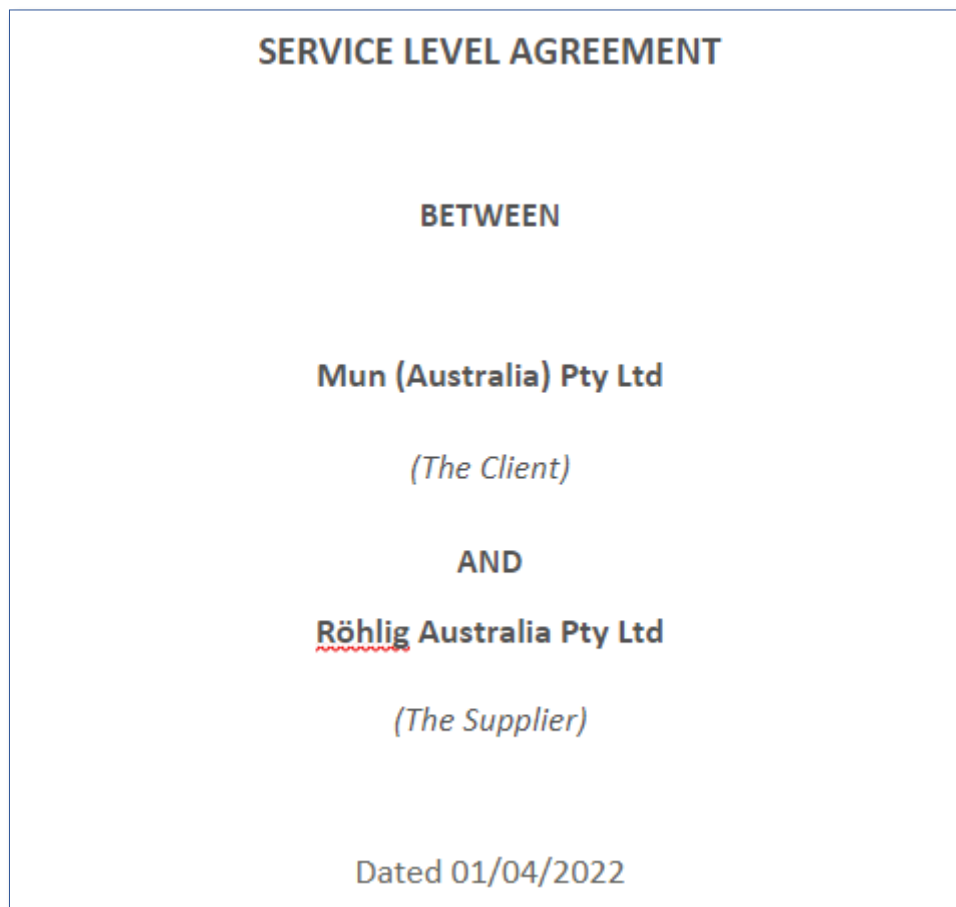 SERVICE LEVEL AGREEMENT
BETWEEN
Mun (Australia) Pty Ltd
(The Client)
AND
Röhlig Australia Pty Ltd
(The Supplier)
Dated 01/04/2022